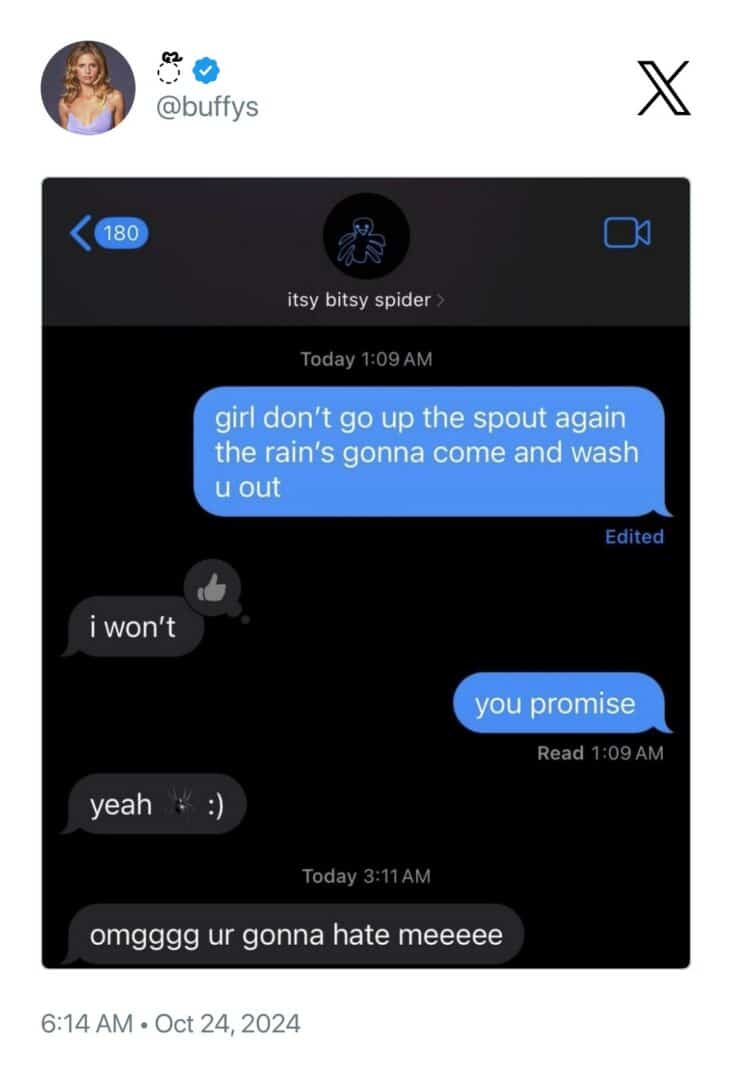 @buffys
180
itsy bitsy spider
Today 1:09 AM
girl don't go up the spout again
the rain's gonna come and wash
u out
Edited
i won't
you promise
Read 1:09 AM
yeah 🕷️ :)
Today 3:11 AM
omgggg ur gonna hate meeeee
6:14 AM • Oct 24, 2024